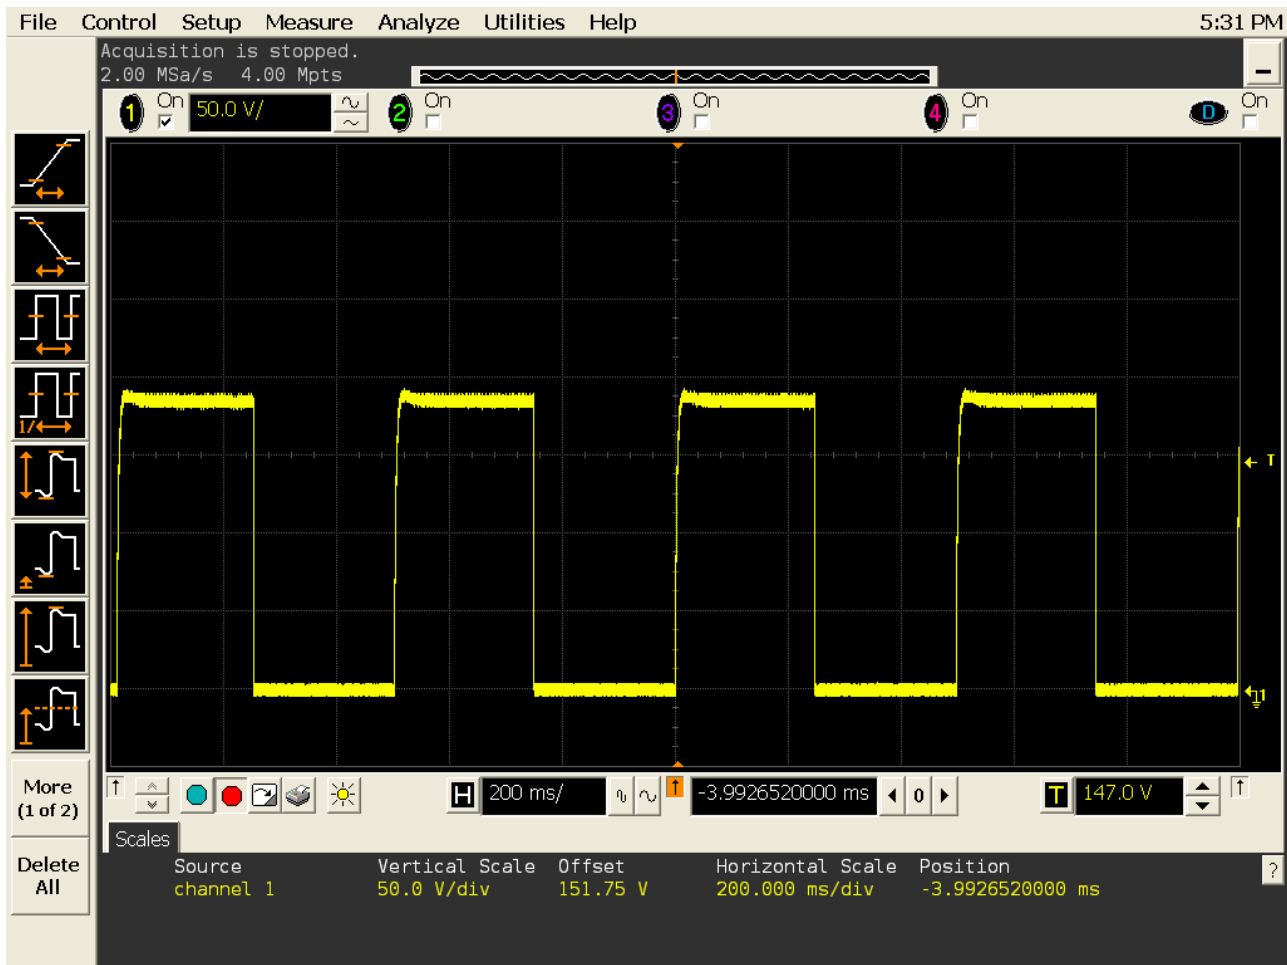 File Control Setup Measure Analyze Utilities Help 5:31 PM
Acquisition is stopped.
2.00 MSa/s 4.00 Mpts
1 On 50.0 V/ 2 On 3 On 4 On D On
1/
T
1
More
(1 of 2)
Delete
All
H 200 ms/ -3.9926520000 ms 0 T 147.0 V
Scales
Source Vertical Scale Offset Horizontal Scale Position
channel 1 50.0 V/div 151.75 V 200.000 ms/div -3.9926520000 ms
?